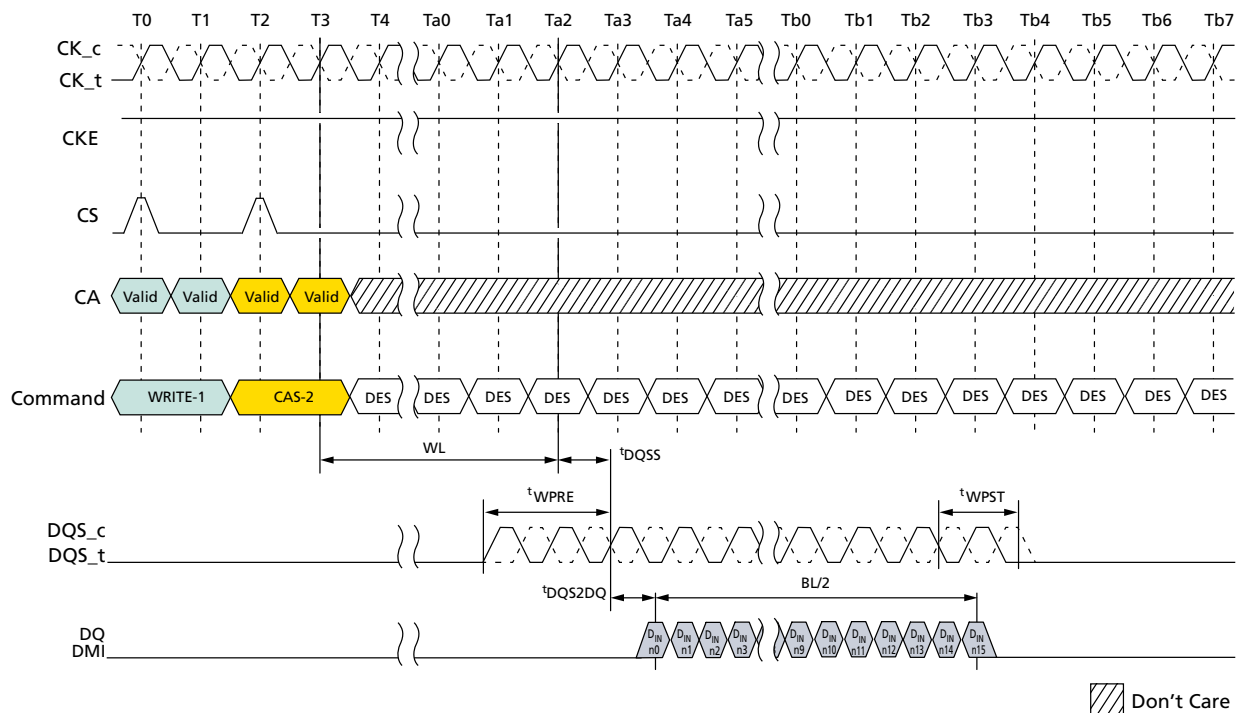 T0 T1 T2 T3 T4 Ta0 Ta1 Ta2 Ta3 Ta4 Ta5 Tb0 Tb1 Tb2 Tb3 Tb4 Tb5 Tb6 Tb7
CK_c
CK_t
CKE
CS
CA Valid Valid Valid Valid
Command WRITE-1 CAS-2 DES DES DES DES DES DES DES DES DES DES DES DES DES DES DES
WL tDQSS
tWPRE tWPST
DQS_c
DQS_t
tDQS2DQ BL/2
DQ
DMI
DIN n0 DIN n1 DIN n2 DIN n3 DIN n9 DIN n10 DIN n11 DIN n12 DIN n13 DIN n14 DIN n15
Don't Care